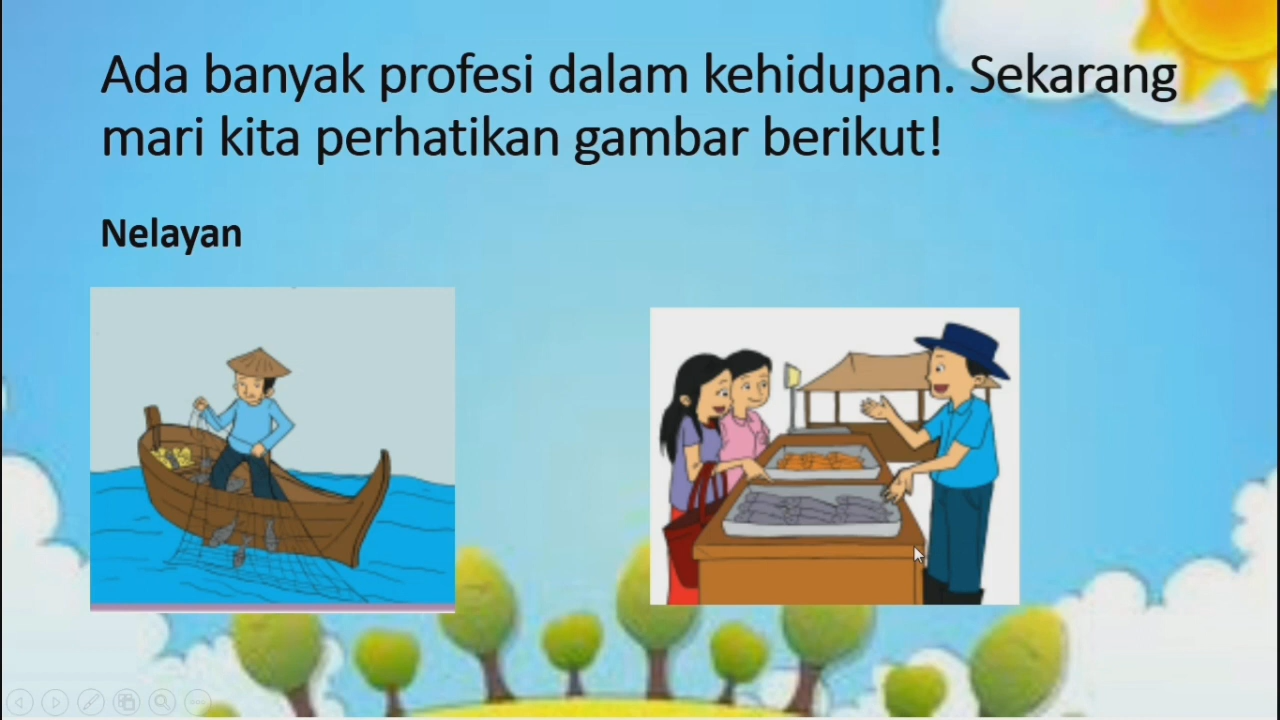 Ada banyak profesi dalam kehidupan. Sekarang
mari kita perhatikan gambar berikut!
Nelayan